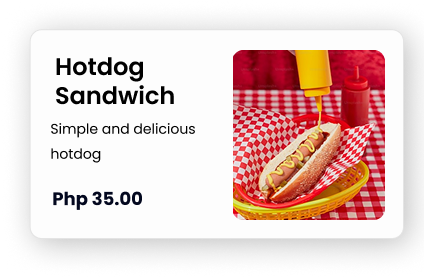 Hotdog
Sandwich
Simple and delicious
hotdog
Php 35.00